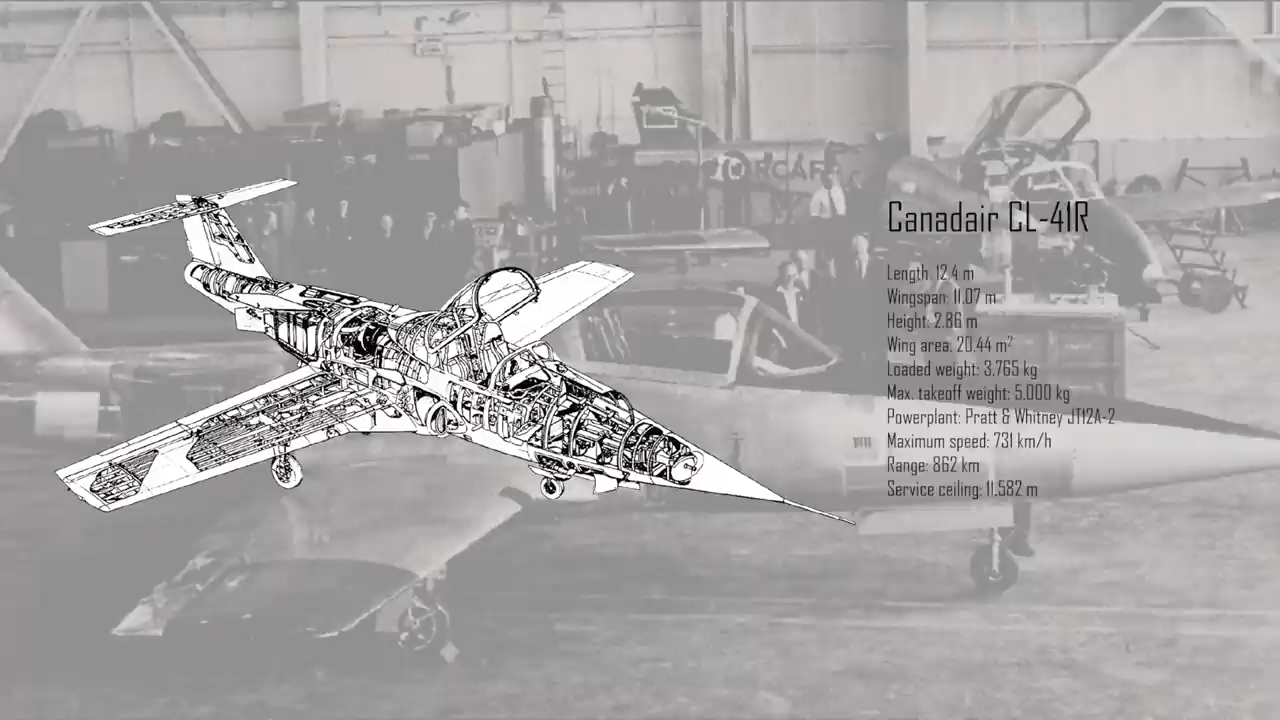 RCAF
Canadair CL-41R
Length. 12.4 m
Wingspan: 11.07 m
Height: 2.86 m
Wing area. 20.44 m²
Loaded weight: 3.765 kg
Max. takeoff weight: 5.000 kg
Powerplant: Pratt & Whitney JT12A-2
Maximum speed: 731 km/h
Range: 862 km
Service ceiling: 11.582 m